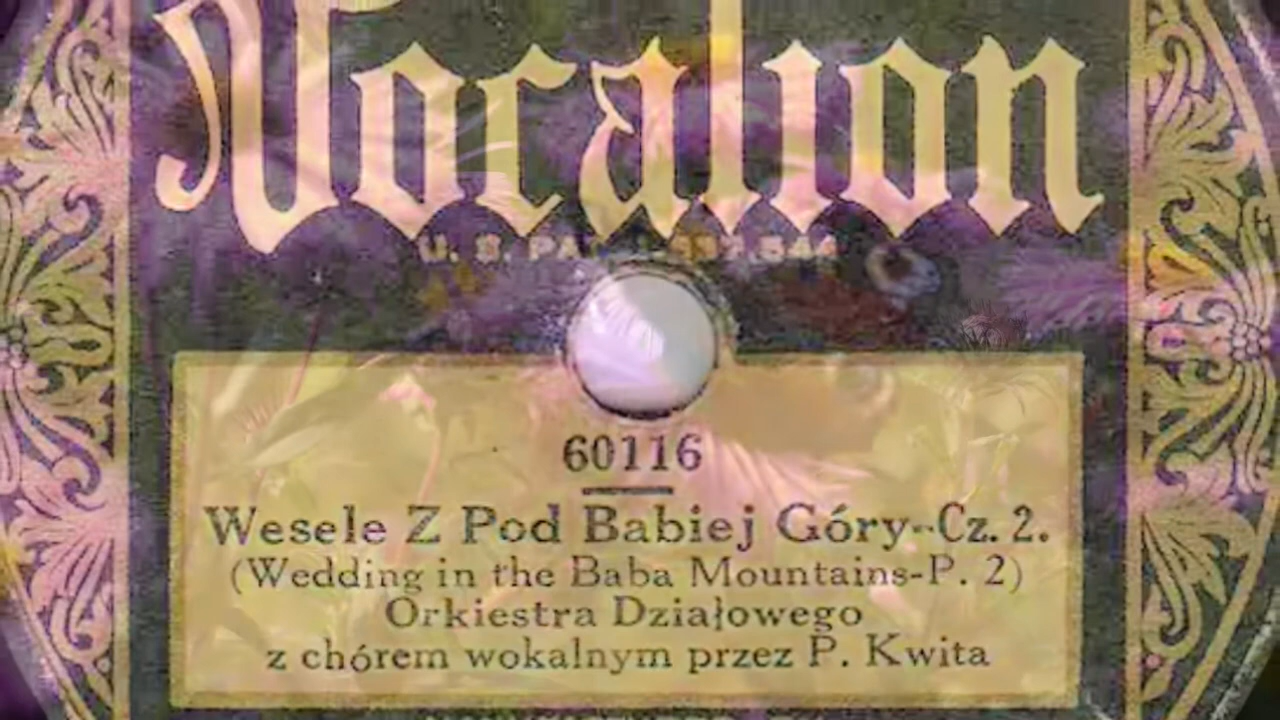 Vocalion
U. S. PA
60116
Wesele Z Pod Babiej Góry--Cz. 2.
(Wedding in the Baba Mountains-P. 2)
Orkiestra Działowego
z chórem wokalnym przez P. Kwita